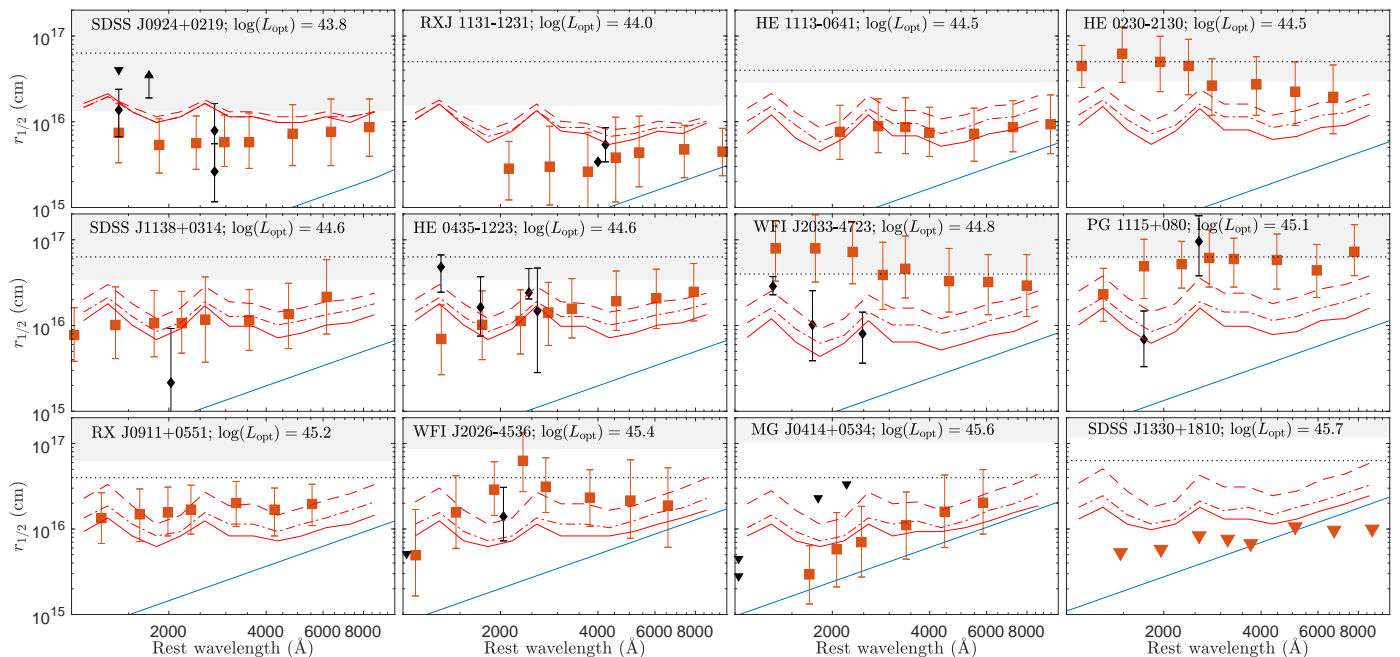 SDSS J0924+0219; log(L_opt) = 43.8
RXJ 1131-1231; log(L_opt) = 44.0
HE 1113-0641; log(L_opt) = 44.5
HE 0230-2130; log(L_opt) = 44.5
10^17
10^16
10^15
r_1/2 (cm)
SDSS J1138+0314; log(L_opt) = 44.6
HE 0435-1223; log(L_opt) = 44.6
WFI J2033-4723; log(L_opt) = 44.8
PG 1115+080; log(L_opt) = 45.1
10^17
10^16
10^15
r_1/2 (cm)
RX J0911+0551; log(L_opt) = 45.2
WFI J2026-4536; log(L_opt) = 45.4
MG J0414+0534; log(L_opt) = 45.6
SDSS J1330+1810; log(L_opt) = 45.7
10^17
10^16
10^15
r_1/2 (cm)
2000 4000 6000 8000
2000 4000 6000 8000
2000 4000 6000 8000
2000 4000 6000 8000
Rest wavelength (Å)
Rest wavelength (Å)
Rest wavelength (Å)
Rest wavelength (Å)